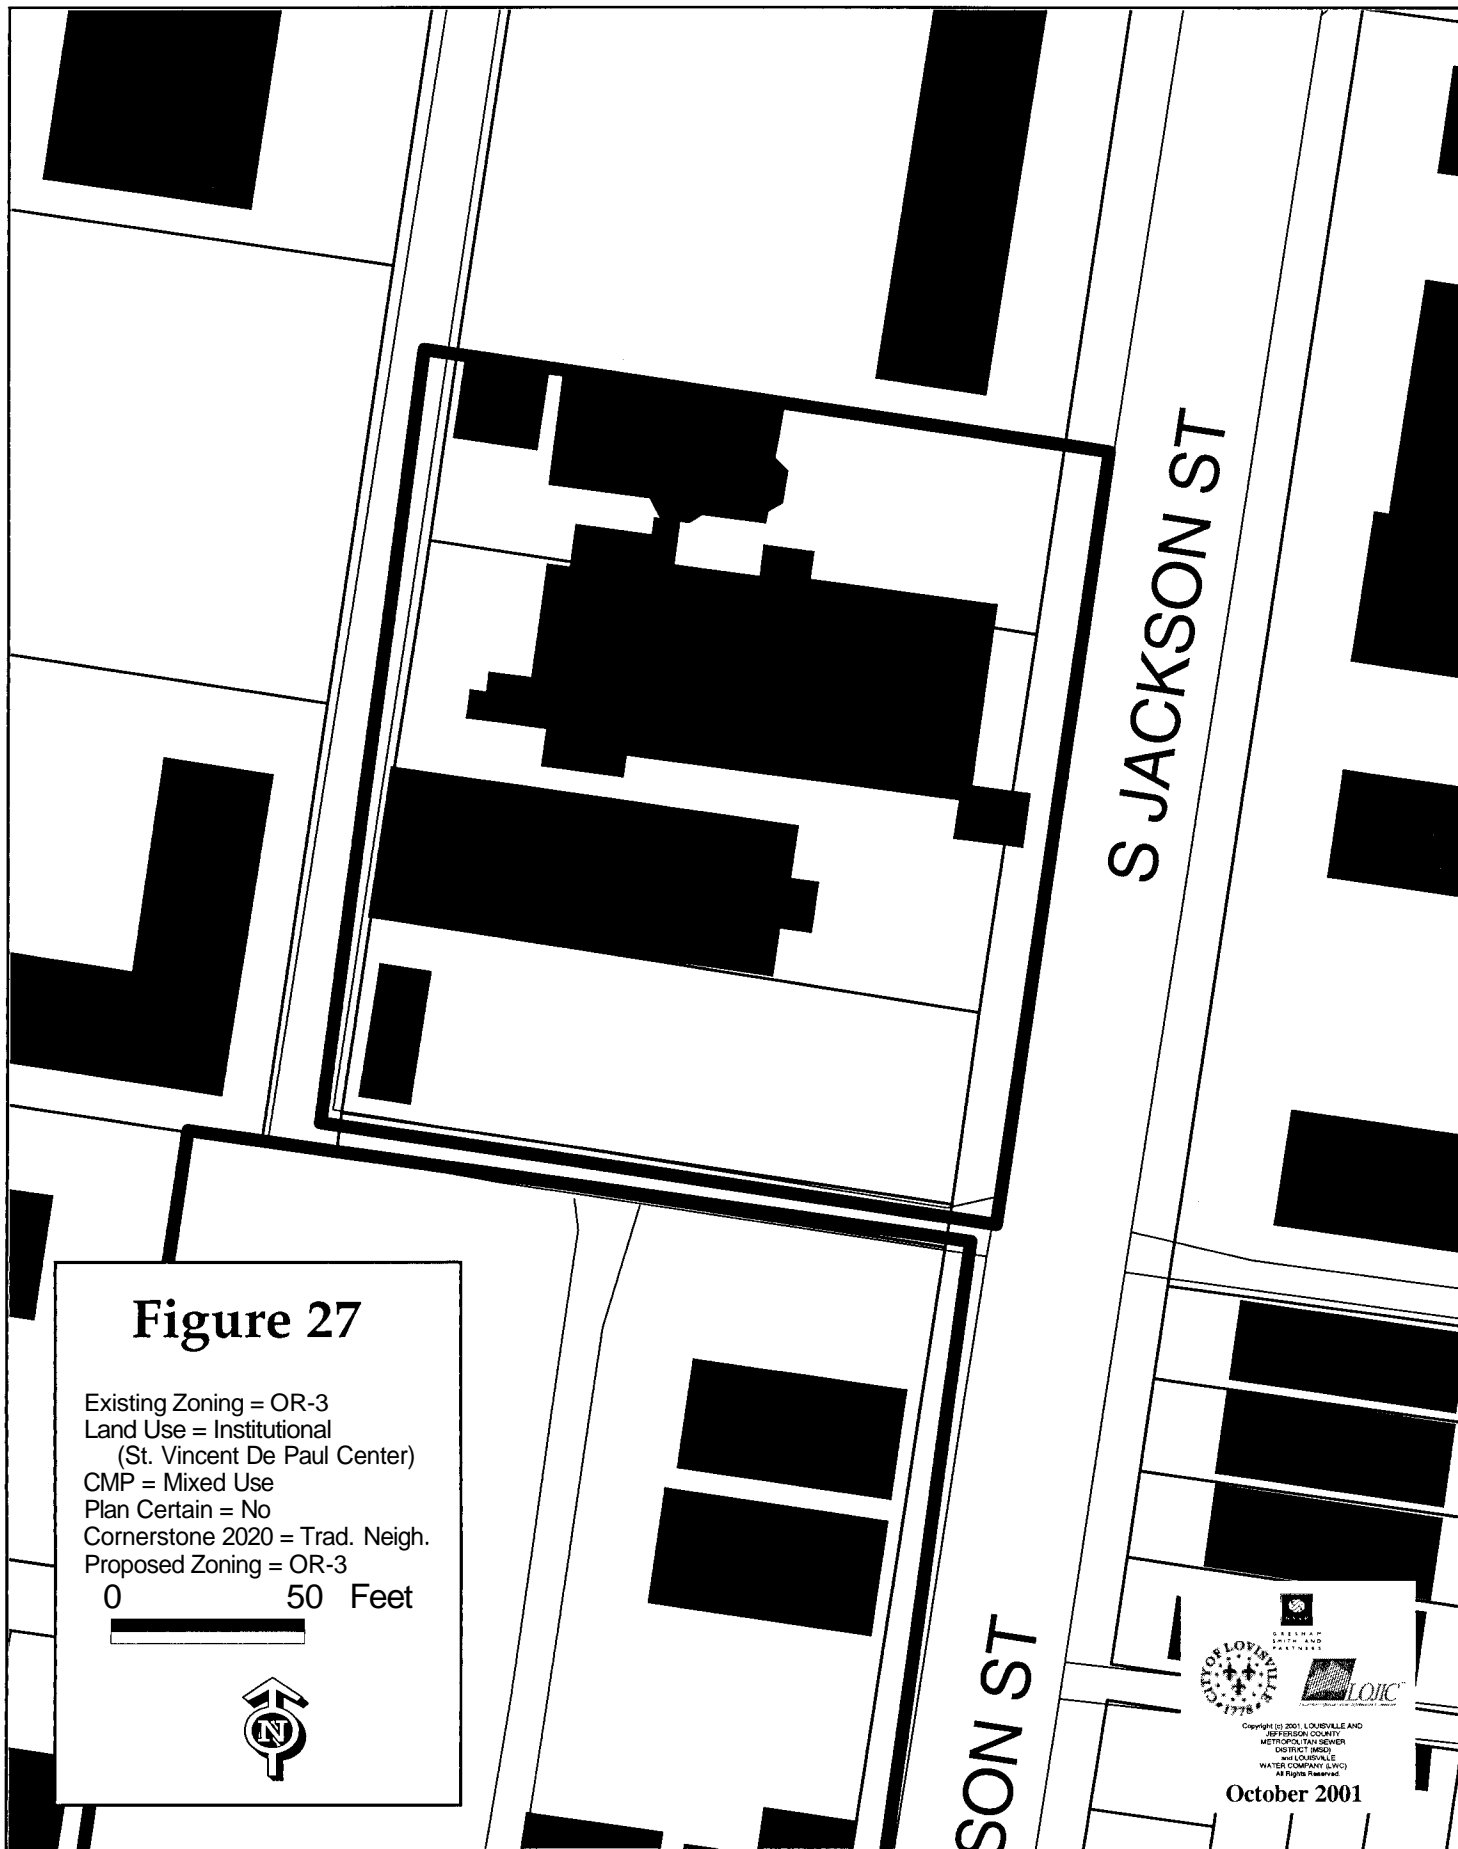 S JACKSON ST
Figure 27
Existing Zoning = OR-3
Land Use = Institutional
(St. Vincent De Paul Center)
CMP = Mixed Use
Plan Certain = No
Cornerstone 2020 = Trad. Neigh.
Proposed Zoning = OR-3
0 50 Feet
N
SON ST
GRESHAM
SMITH AND
PARTNERS
CITY OF LOVISVILLE
1778
LOJIC
Copyright (c) 2001, LOUISVILLE AND
JEFFERSON COUNTY
METROPOLITAN SEWER
DISTRICT (MSD)
and LOUISVILLE
WATER COMPANY (LWC)
All Rights Reserved.
October 2001